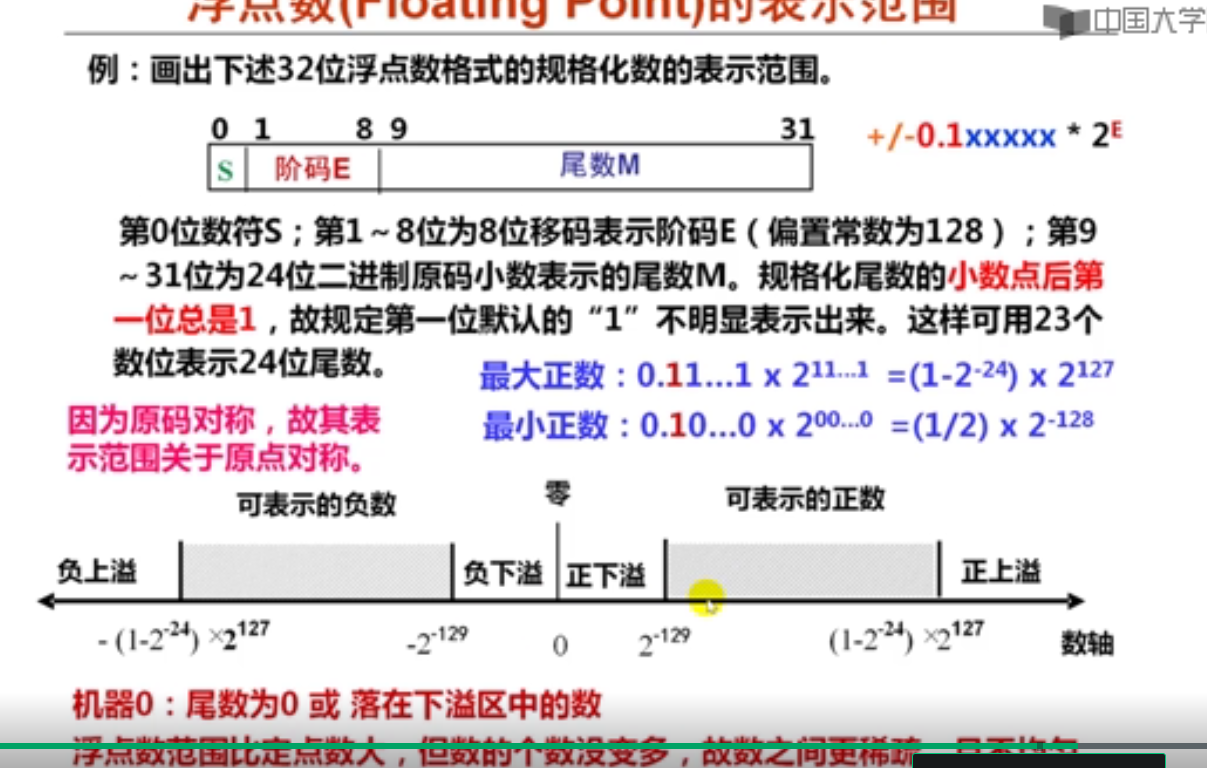 浮点数(Floating Point)的表示范围
中国大学
例：画出下述32位浮点数格式的规格化数的表示范围。
0 1 8 9 31
S 阶码E 尾数M
+/-0.1xxxxx * 2^E
第0位数符S；第1～8位为8位移码表示阶码E（偏置常数为128）；第9
～31位为24位二进制原码小数表示的尾数M。规格化尾数的小数点后第
一位总是1，故规定第一位默认的“1”不明显表示出来。这样可用23个
数位表示24位尾数。
最大正数：0.11…1 x 2^11…1 =(1-2^-24) x 2^127
最小正数：0.10…0 x 2^00…0 =(1/2) x 2^-128
因为原码对称，故其表
示范围关于原点对称。
可表示的负数 零 可表示的正数
负上溢 负下溢 正下溢 正上溢
- (1-2^-24) ×2^127 -2^-129 0 2^-129 (1-2^-24) ×2^127 数轴
机器0：尾数为0 或 落在下溢区中的数
浮点数范围比定点数大，但数的个数没变多，故数之间更稀疏，且不均匀